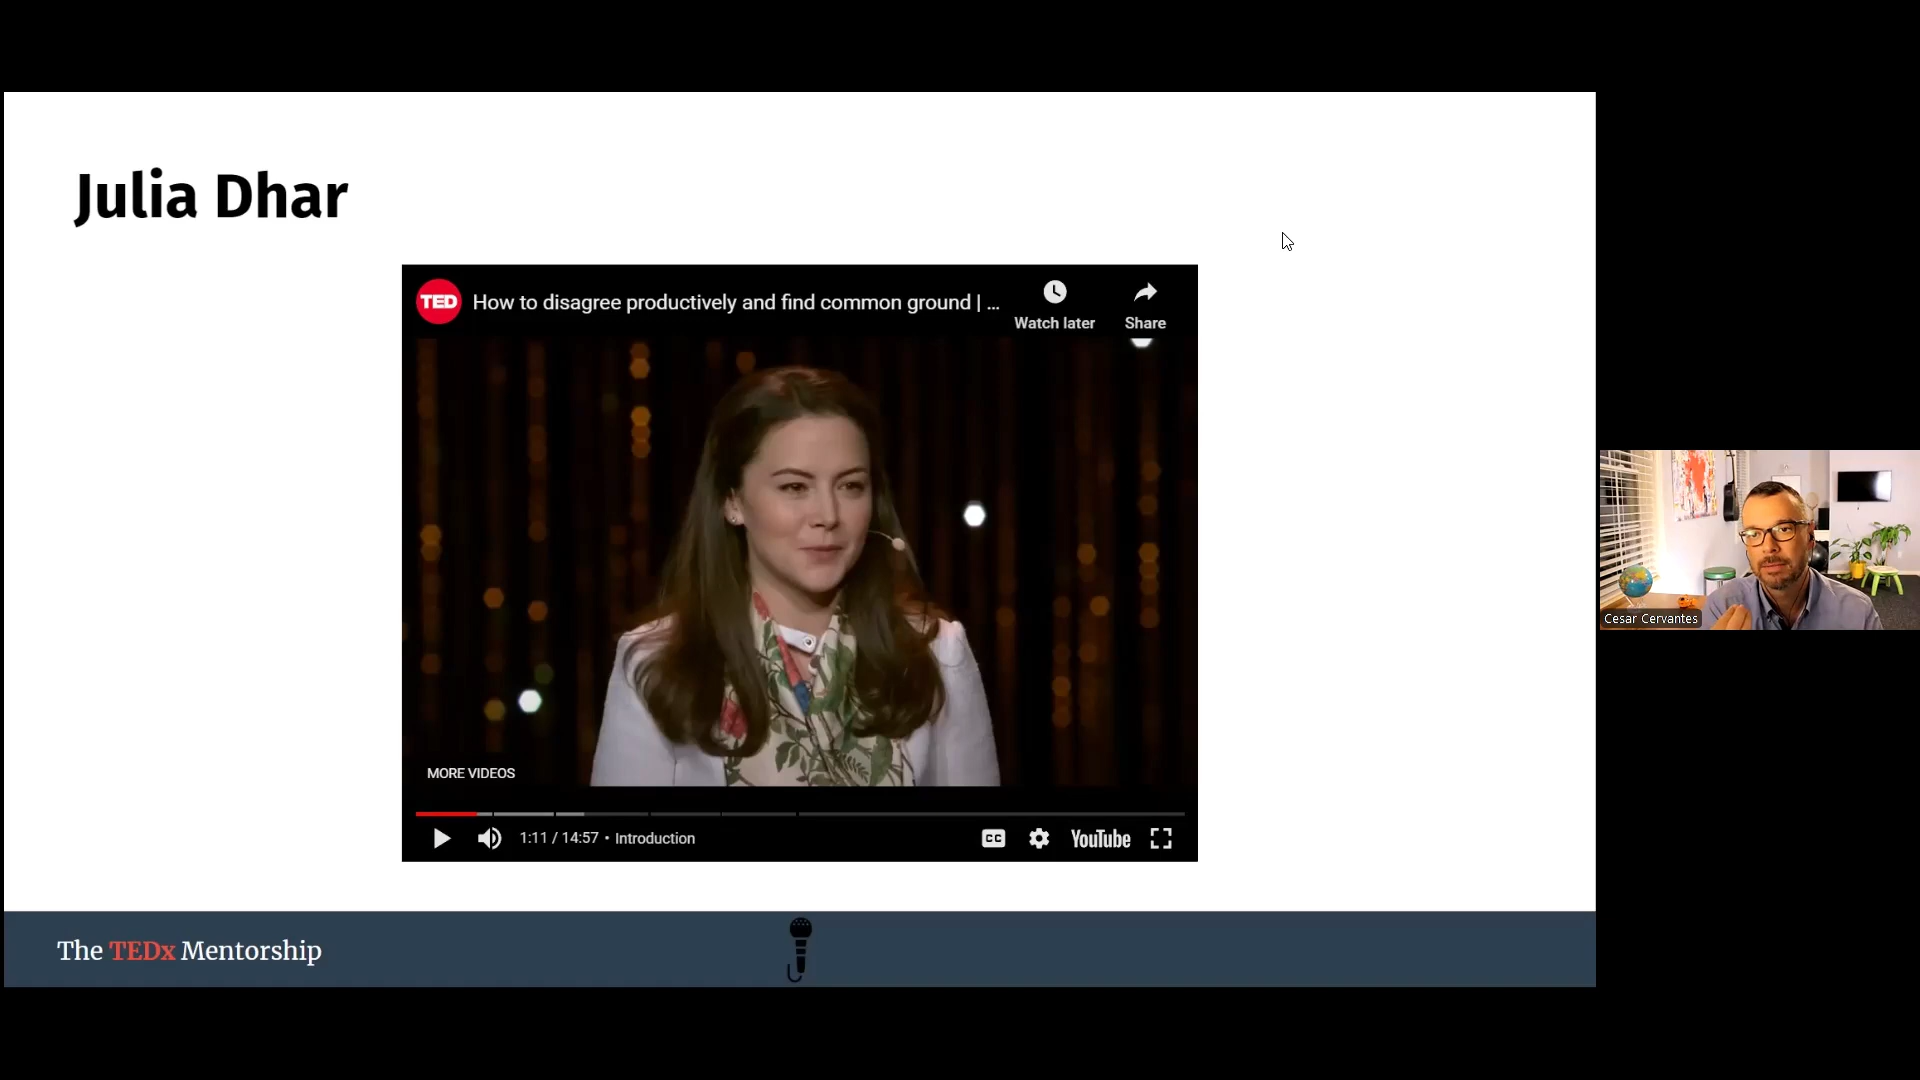 Julia Dhar
TED
How to disagree productively and find common ground | ...
Watch later
Share
MORE VIDEOS
1:11 / 14:57 • Introduction
CC
YouTube
Cesar Cervantes
The TEDx Mentorship